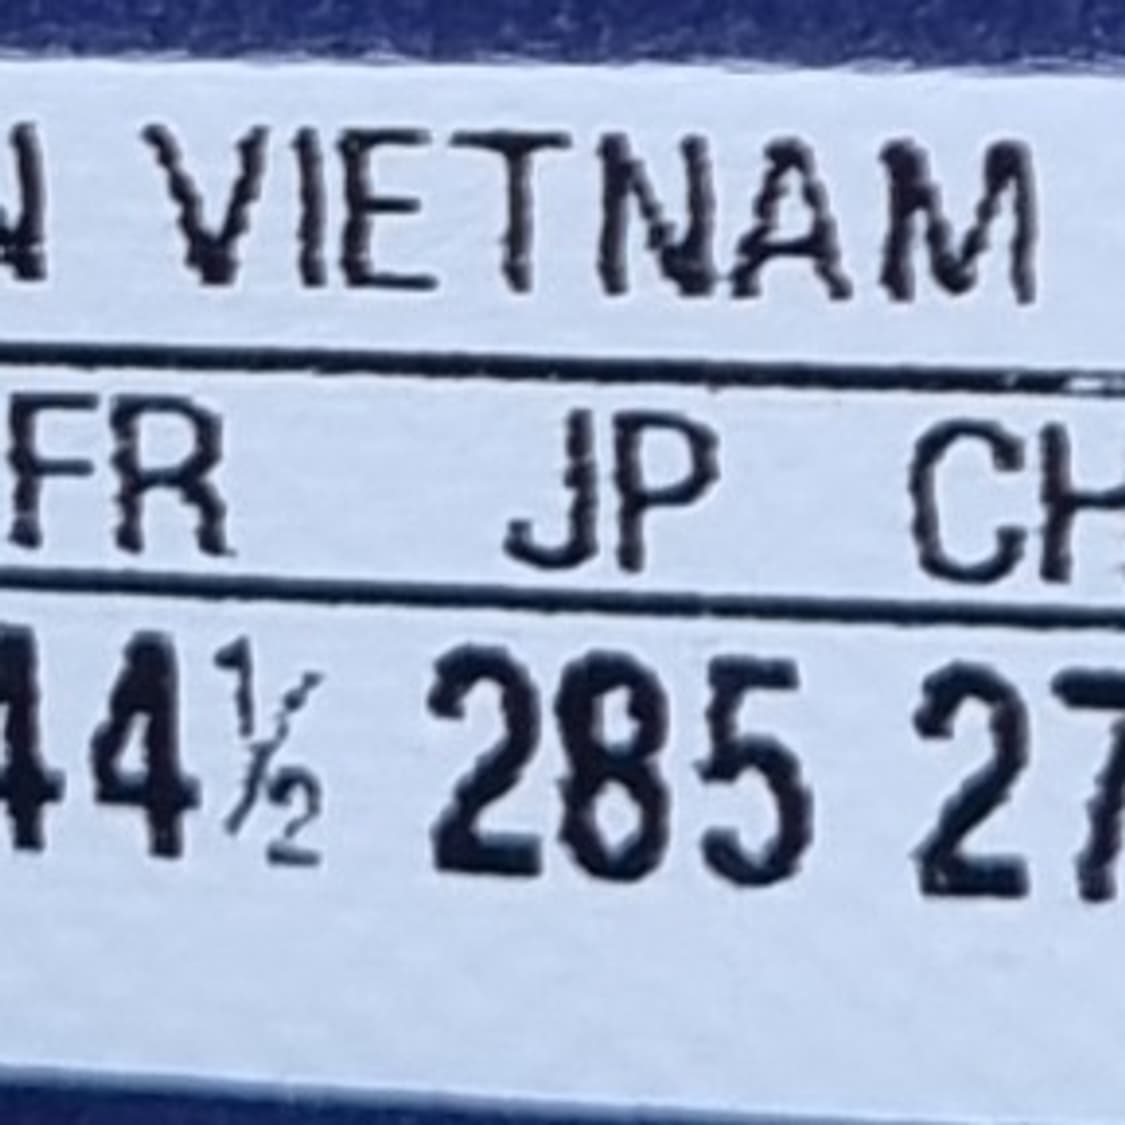 N VIETNAM
FR JP CH
44½ 285 27